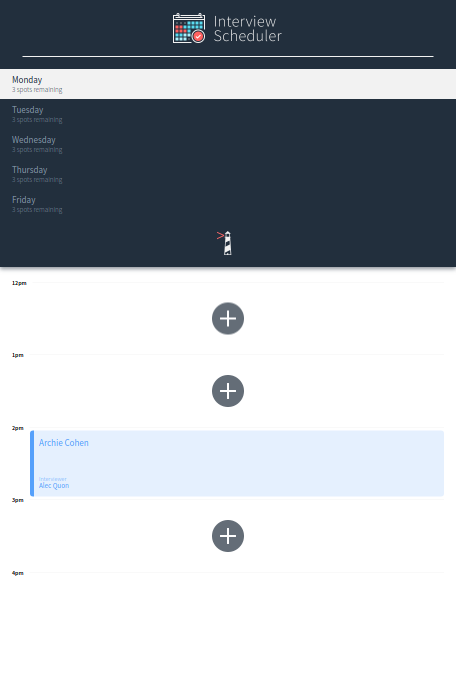 Interview
Scheduler
Monday
3 spots remaining
Tuesday
3 spots remaining
Wednesday
3 spots remaining
Thursday
3 spots remaining
Friday
3 spots remaining
12pm
1pm
2pm
Archie Cohen
Interviewer
Alec Quon
3pm
4pm